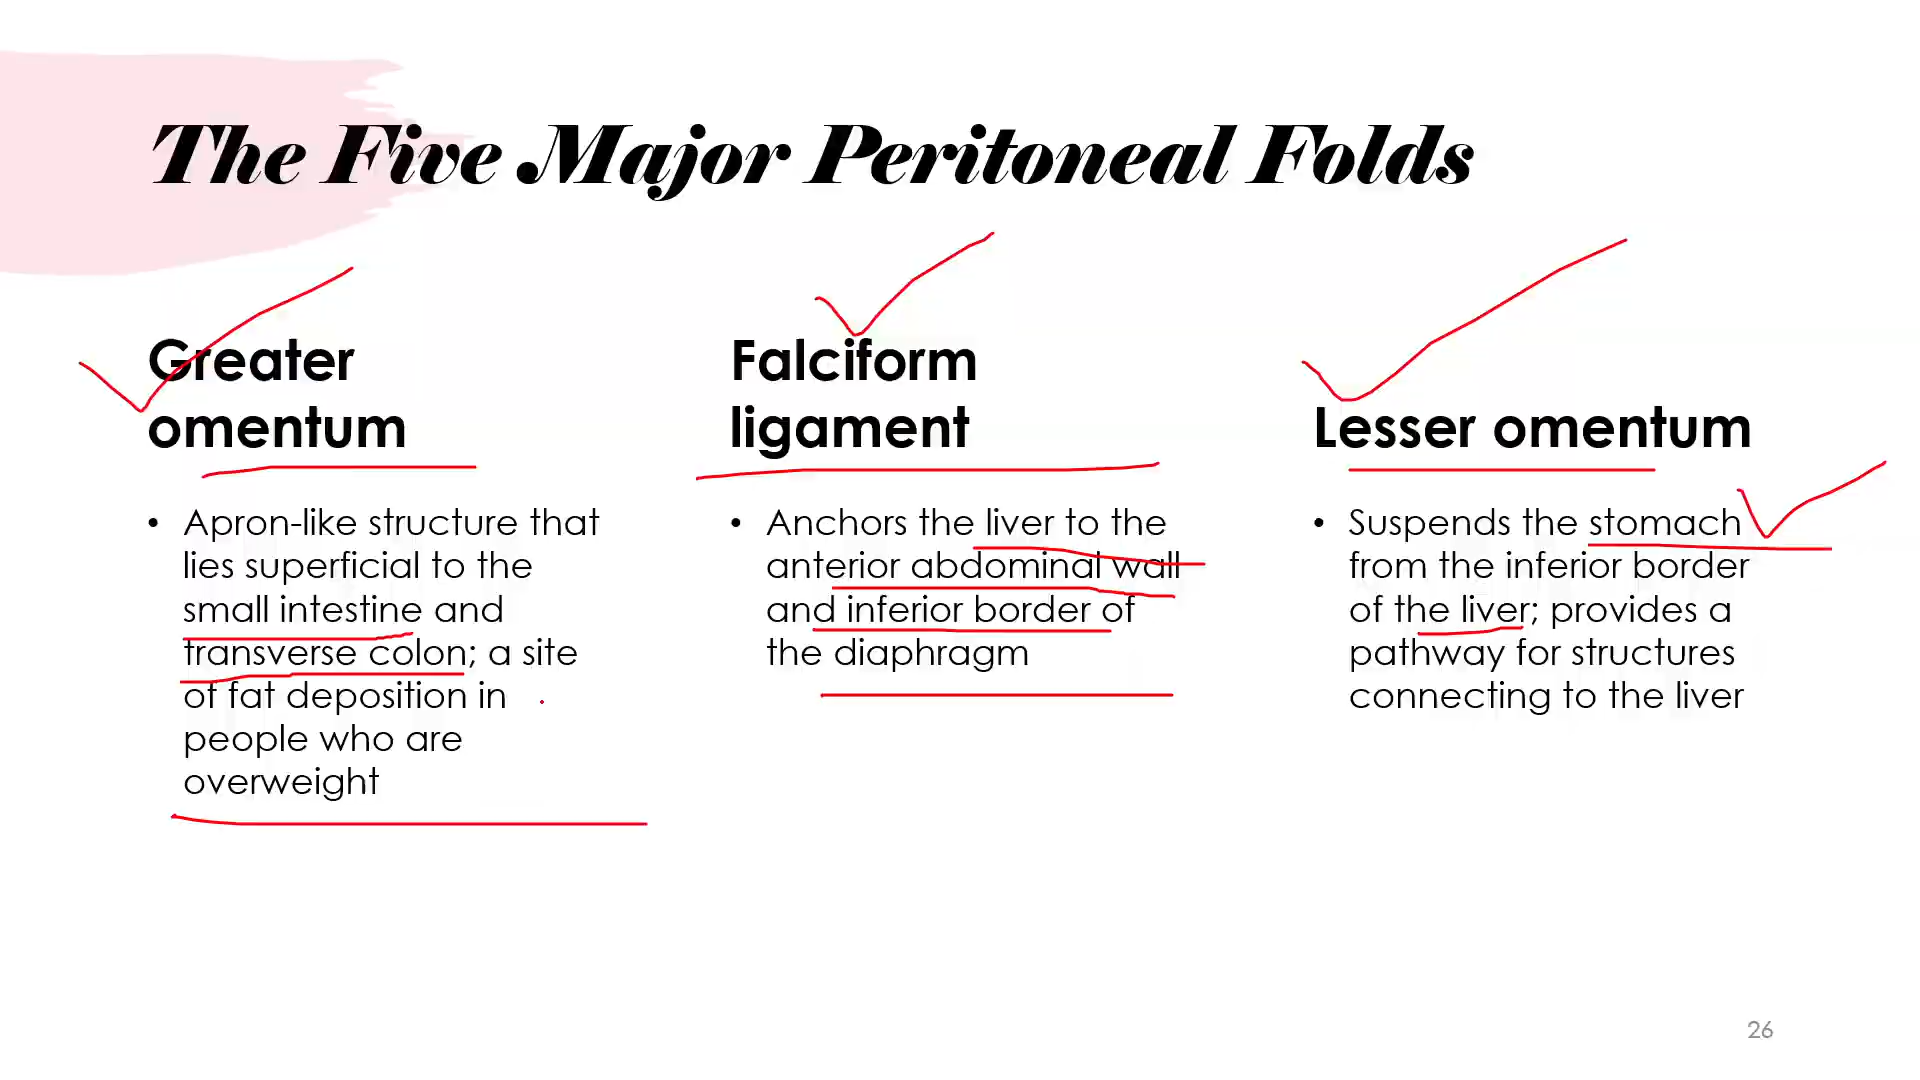 The Five Major Peritoneal Folds
Greater
omentum
• Apron-like structure that
lies superficial to the
small intestine and
transverse colon; a site
of fat deposition in
people who are
overweight
Falciform
ligament
• Anchors the liver to the
anterior abdominal wall
and inferior border of
the diaphragm
Lesser omentum
• Suspends the stomach
from the inferior border
of the liver; provides a
pathway for structures
connecting to the liver
26